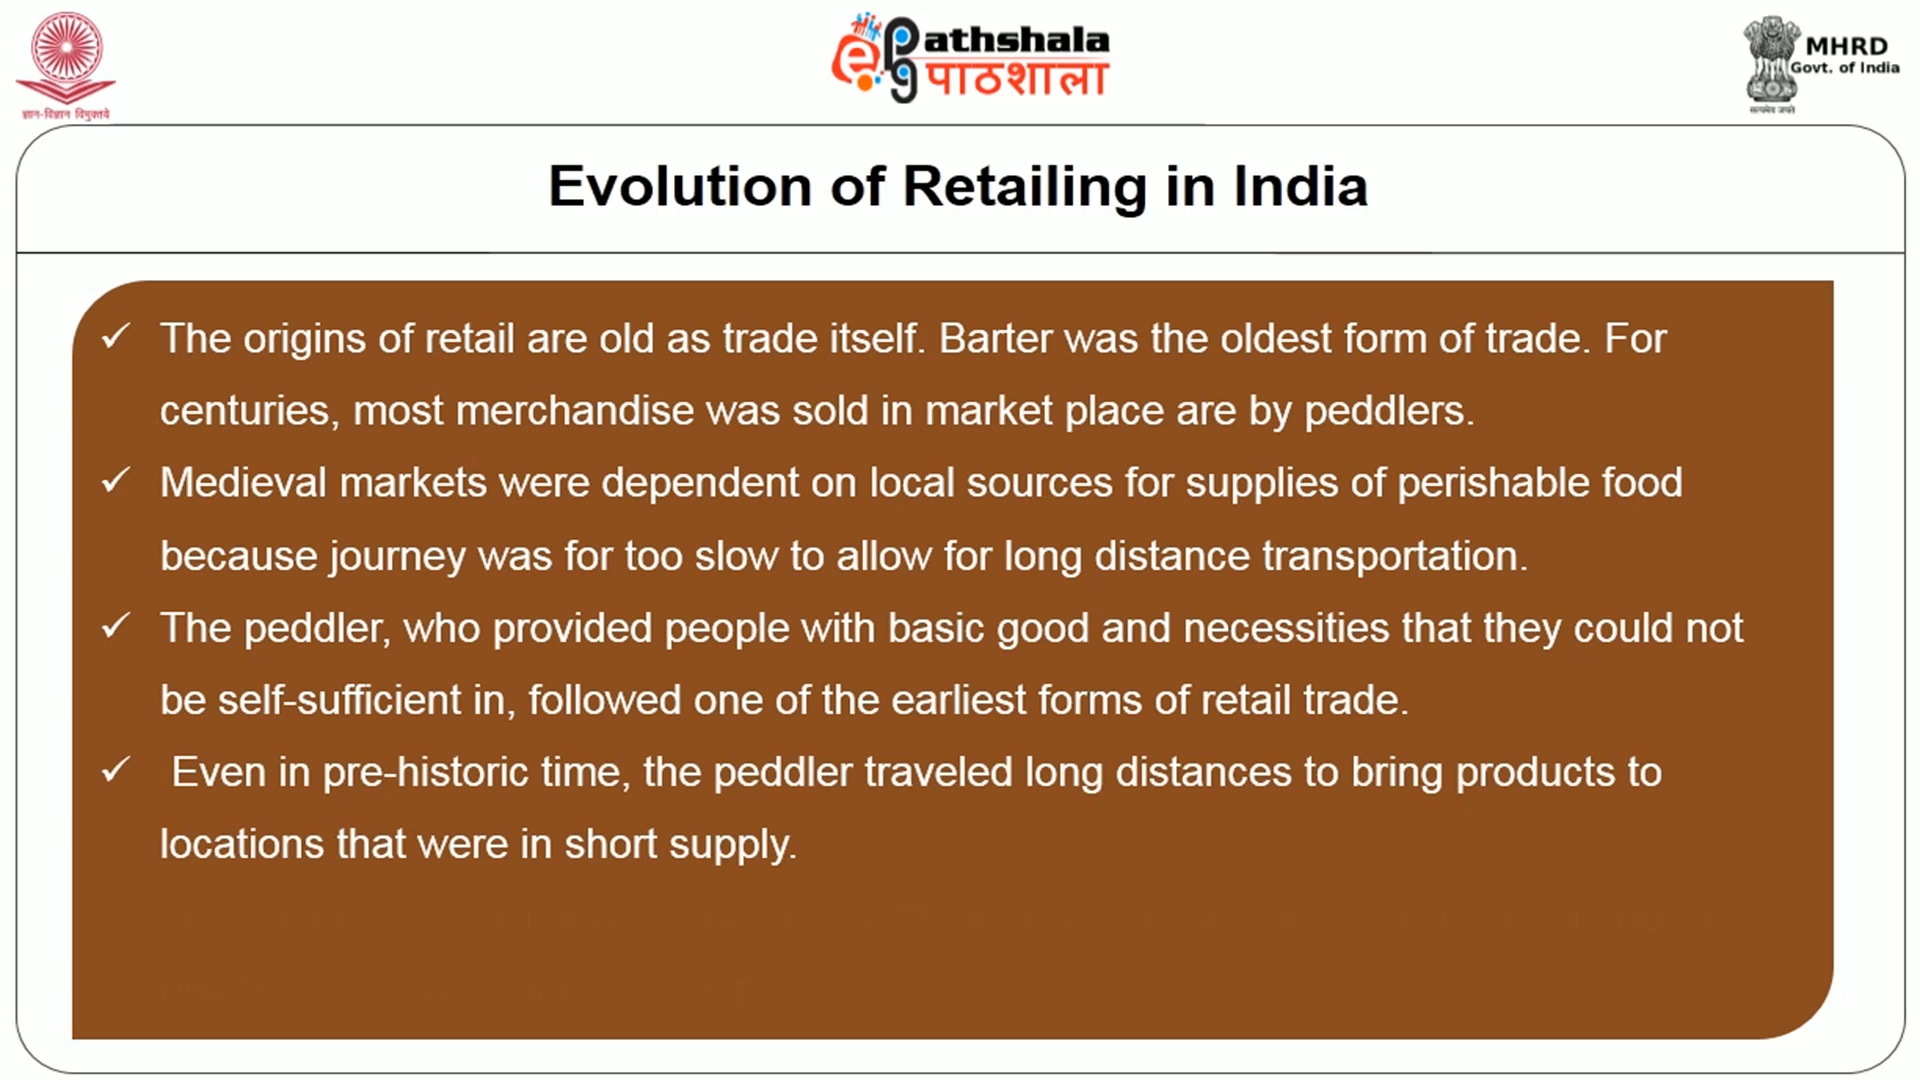 ज्ञान-विज्ञान विमुक्तये
e Pg athshala
पाठशाला
MHRD
Govt. of India
सत्यमेव जयते
Evolution of Retailing in India
✓ The origins of retail are old as trade itself. Barter was the oldest form of trade. For
centuries, most merchandise was sold in market place are by peddlers.
✓ Medieval markets were dependent on local sources for supplies of perishable food
because journey was for too slow to allow for long distance transportation.
✓ The peddler, who provided people with basic good and necessities that they could not
be self-sufficient in, followed one of the earliest forms of retail trade.
✓ Even in pre-historic time, the peddler traveled long distances to bring products to
locations that were in short supply.